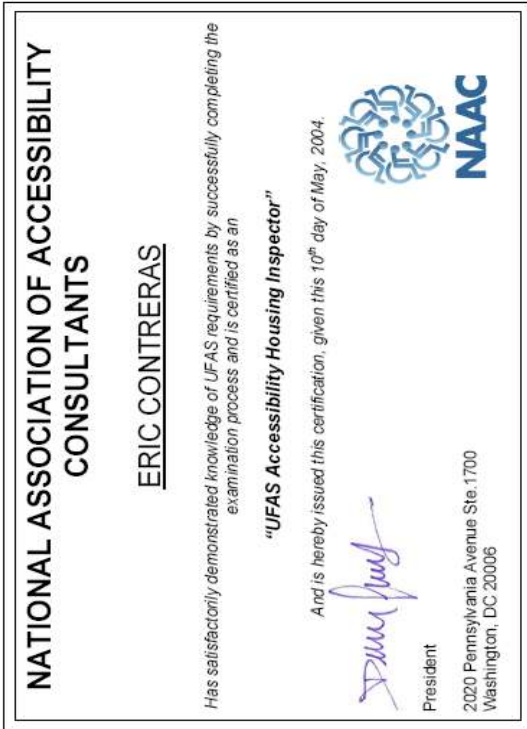 NATIONAL ASSOCIATION OF ACCESSIBILITY
CONSULTANTS
ERIC CONTRERAS
Has satisfactorily demonstrated knowledge of UFAS requirements by successfully completing the
examination process and is certified as an
“UFAS Accessibility Housing Inspector”
And is hereby issued this certification, given this 10th day of May, 2004.
President
2020 Pennsylvania Avenue Ste.1700
Washington, DC 20006
NAAC